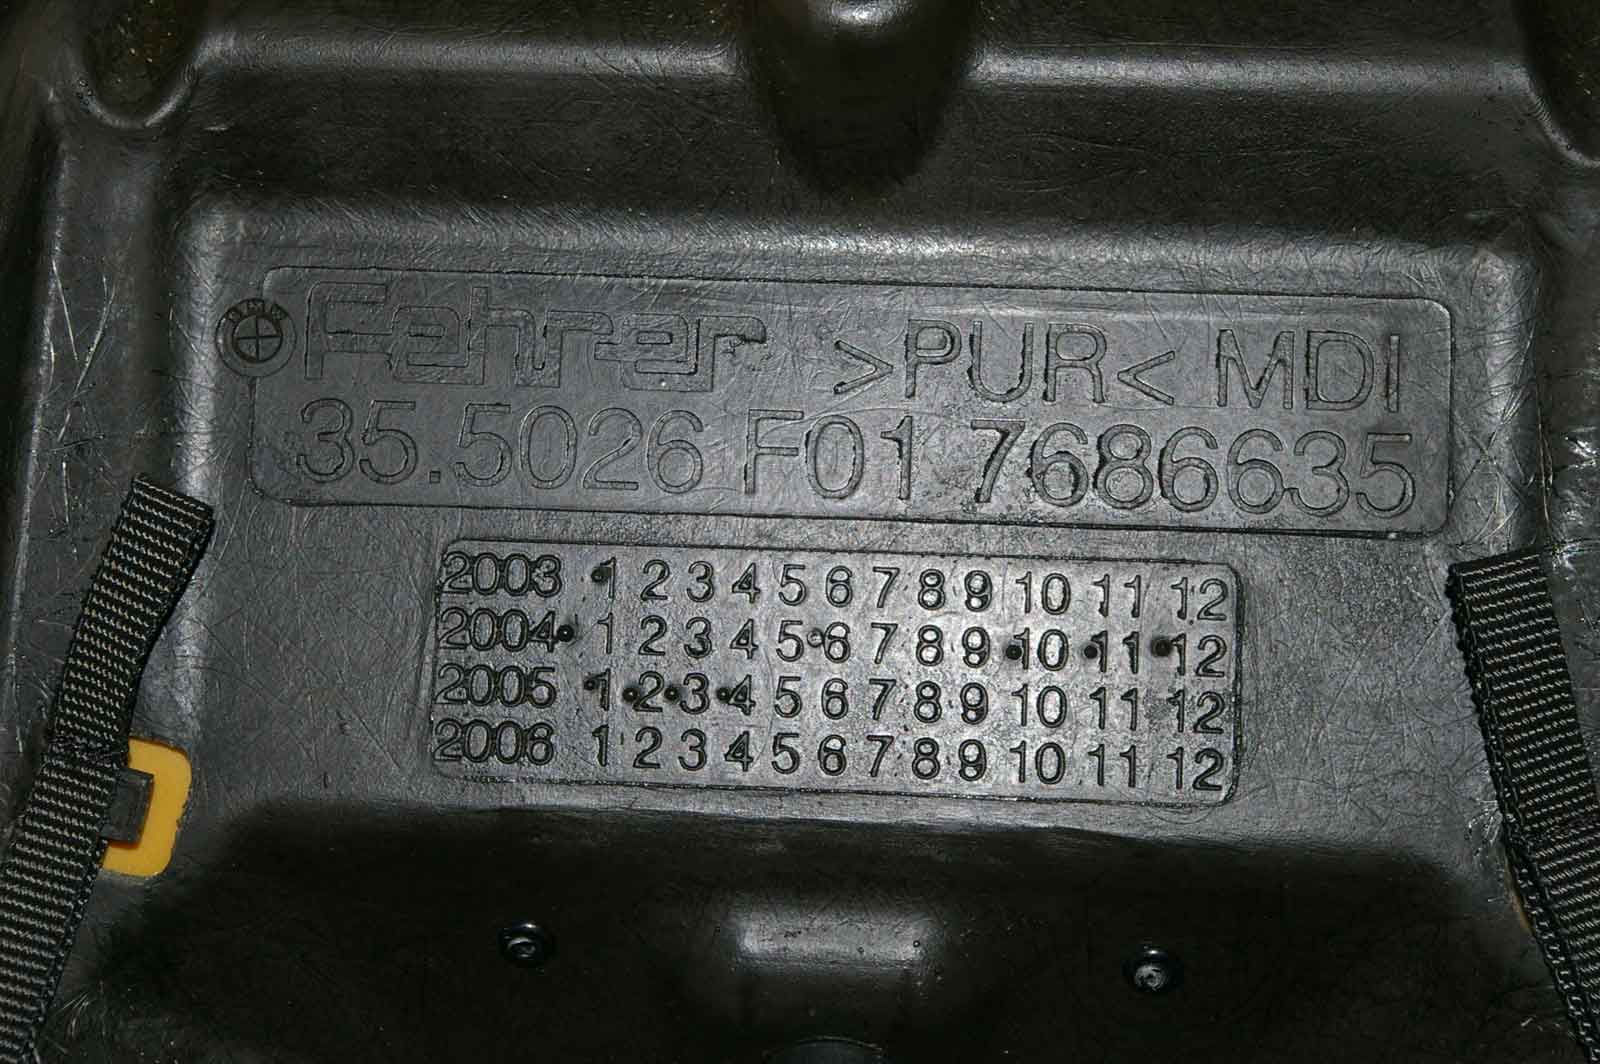 BMW Fehrer >PUR< MDI
35.5026 F01 7686635
2003 1 2 3 4 5 6 7 8 9 10 11 12
2004 1 2 3 4 5 6 7 8 9 10 11 12
2005 1 2 3 4 5 6 7 8 9 10 11 12
2006 1 2 3 4 5 6 7 8 9 10 11 12